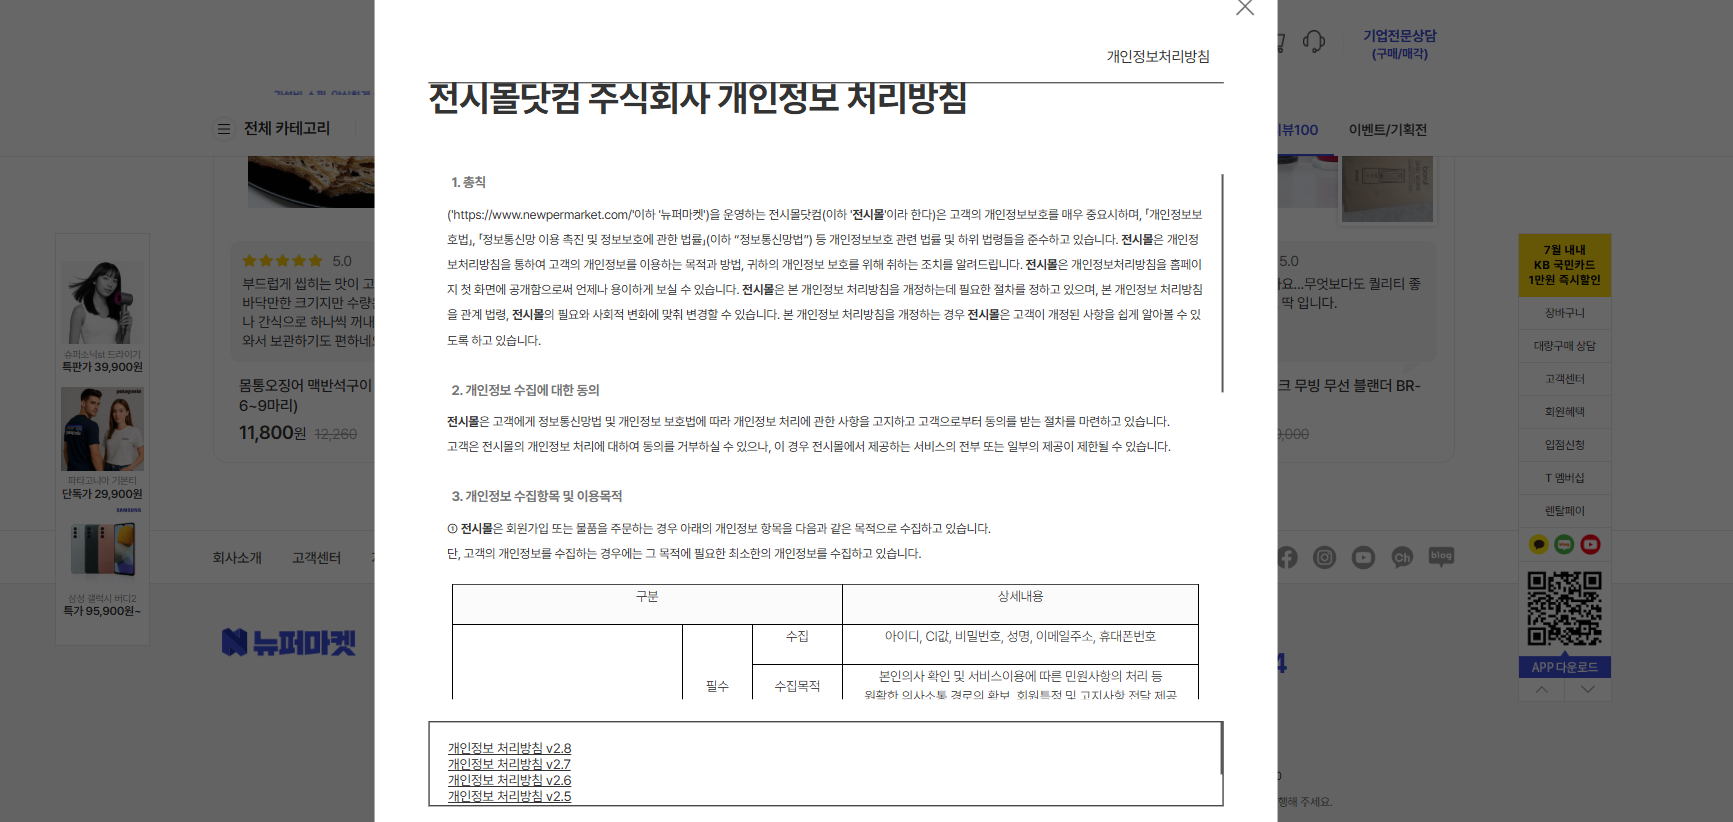 기업전문상담
(구매/매각)
전체 카테고리
뷰100
이벤트/기획전
개인정보처리방침
전시몰닷컴 주식회사 개인정보 처리방침
1. 총칙
('https://www.newpermarket.com/'이하 '뉴퍼마켓')을 운영하는 전시몰닷컴(이하 '전시몰'이라 한다)은 고객의 개인정보보호를 매우 중요시하며, 「개인정보보
호법」, 「정보통신망 이용 촉진 및 정보보호에 관한 법률」(이하 “정보통신망법”) 등 개인정보보호 관련 법률 및 하위 법령들을 준수하고 있습니다. 전시몰은 개인정
보처리방침을 통하여 고객의 개인정보를 이용하는 목적과 방법, 귀하의 개인정보 보호를 위해 취하는 조치를 알려드립니다. 전시몰은 개인정보처리방침을 홈페이
지 첫 화면에 공개함으로써 언제나 용이하게 보실 수 있습니다. 전시몰은 본 개인정보 처리방침을 개정하는데 필요한 절차를 정하고 있으며, 본 개인정보 처리방침
을 관계 법령, 전시몰의 필요와 사회적 변화에 맞춰 변경할 수 있습니다. 본 개인정보 처리방침을 개정하는 경우 전시몰은 고객이 개정된 사항을 쉽게 알아볼 수 있
도록 하고 있습니다.
2. 개인정보 수집에 대한 동의
전시몰은 고객에게 정보통신망법 및 개인정보 보호법에 따라 개인정보 처리에 관한 사항을 고지하고 고객으로부터 동의를 받는 절차를 마련하고 있습니다.
고객은 전시몰의 개인정보 처리에 대하여 동의를 거부하실 수 있으나, 이 경우 전시몰에서 제공하는 서비스의 전부 또는 일부의 제공이 제한될 수 있습니다.
3. 개인정보 수집항목 및 이용목적
① 전시몰은 회원가입 또는 물품을 주문하는 경우 아래의 개인정보 항목을 다음과 같은 목적으로 수집하고 있습니다.
단, 고객의 개인정보를 수집하는 경우에는 그 목적에 필요한 최소한의 개인정보를 수집하고 있습니다.
구분
상세내용
수집
아이디, CI값, 비밀번호, 성명, 이메일주소, 휴대폰번호
필수
수집목적
본인의사 확인 및 서비스이용에 따른 민원사항의 처리 등
원활한 의사소통 경로의 확보, 회원특정 및 고지사항 전달 제공
개인정보 처리방침 v2.8
개인정보 처리방침 v2.7
개인정보 처리방침 v2.6
개인정보 처리방침 v2.5
슈퍼소닉st 드라이기
특판가 39,900원
patagonia
파타고니아 기본티
단독가 29,900원
SAMSUNG
삼성 갤럭시 버디2
특가 95,900원~
5.0
부드럽게 씹히는 맛이 고
바닥만한 크기지만 수량은
나 간식으로 하나씩 꺼내
와서 보관하기도 편하네요
몸통오징어 맥반석구이
6~9마리)
11,800원 12,260
회사소개
고객센터
뉴퍼마켓
5.0
요...무엇보다도 퀄리티 좋
딱 입니다.
크 무빙 무선 블랜더 BR-
,000
blog
4
0
행해 주세요.
7월 내내
KB 국민카드
1만원 즉시할인
장바구니
대량구매 상담
고객센터
회원혜택
입점신청
T 멤버십
렌탈페이
APP 다운로드